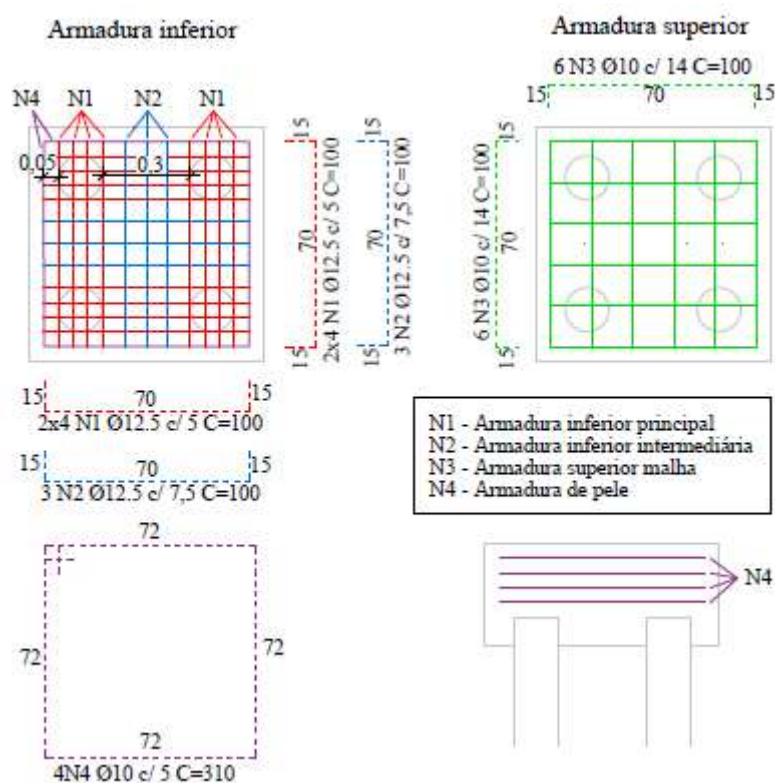 Armadura inferior
N4 N1 N2 N1
0,05
0.3
15
70
15
2x4 N1 Ø12.5 c/ 5 C=100
15
70
15
3 N2 Ø12.5 c/ 7,5 C=100
15 70 15
2x4 N1 Ø12.5 c/ 5 C=100
15 70 15
3 N2 Ø12.5 c/ 7,5 C=100
72
72
72
72
4N4 Ø10 c/ 5 C=310
Armadura superior
6 N3 Ø10 c/ 14 C=100
15 70 15
15
70
15
6 N3 Ø10 c/ 14 C=100
N1 - Armadura inferior principal
N2 - Armadura inferior intermediária
N3 - Armadura superior malha
N4 - Armadura de pele
N4